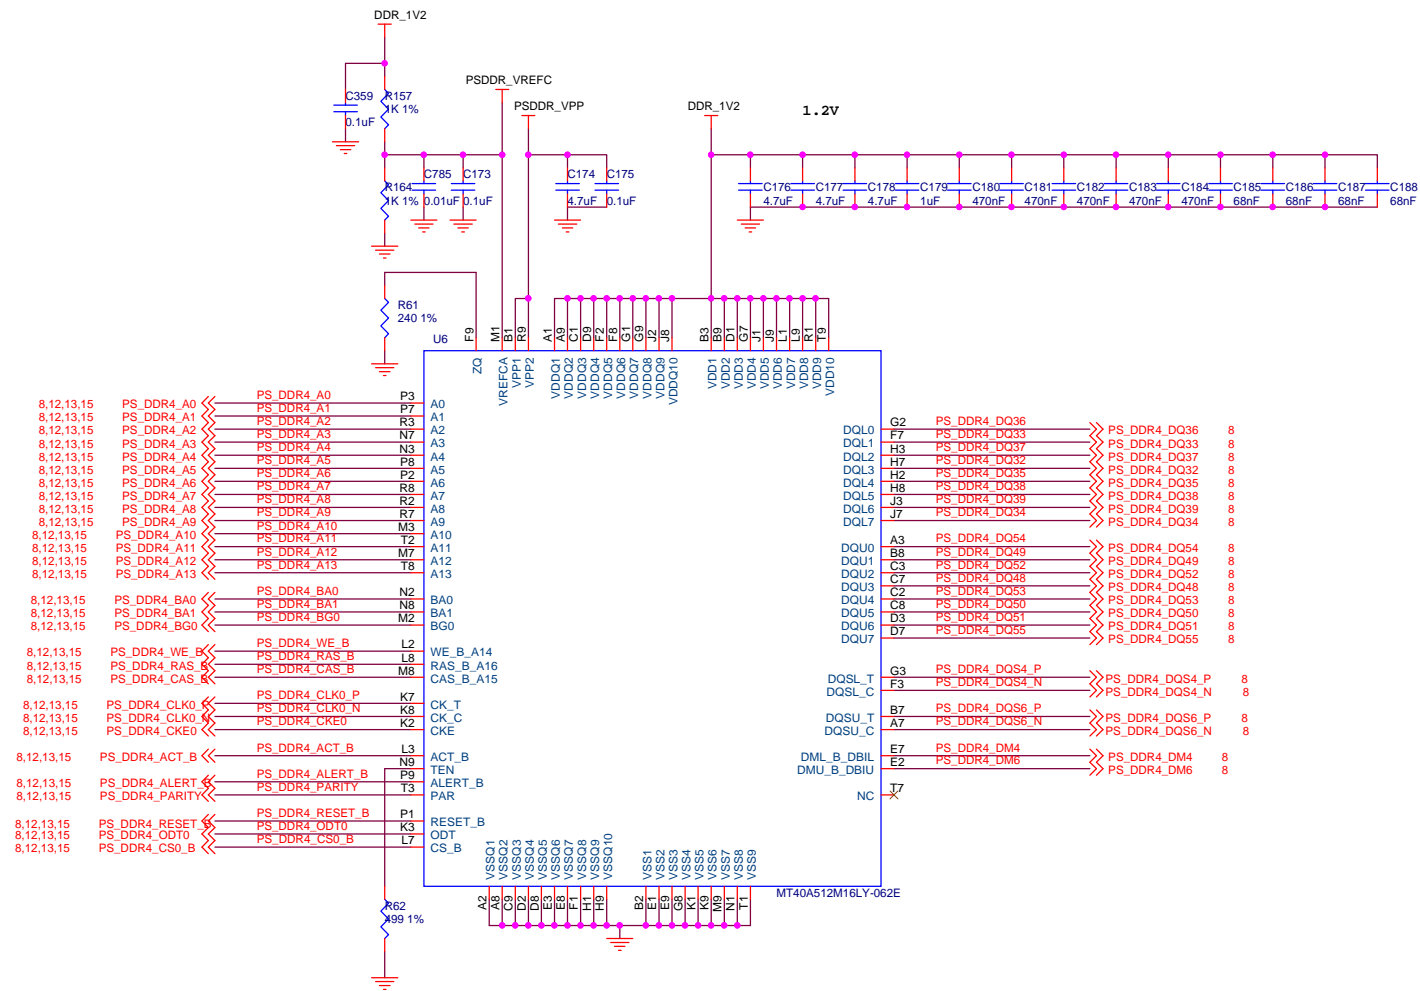 DDR_1V2
PSDDR_VREFC
PSDDR_VPP
DDR_1V2
1.2V
C359
0.1uF
R157
1K 1%
R164
1K 1%
C785
0.01uF
C173
0.1uF
C174
4.7uF
C175
0.1uF
C176 C177 C178 C179 C180 C181 C182 C183 C184 C185 C186 C187 C188
4.7uF 4.7uF 4.7uF 1uF 470nF 470nF 470nF 470nF 470nF 68nF 68nF 68nF 68nF
R61
240 1%
U6
F9 M1 B1 R9 A1 A9 C1 D9 F2 F8 G1 G9 J2 J8 B3 B9 D1 G7 J1 J9 L1 L9 R1 T9
ZQ VREFCA VPP1 VPP2 VDDQ1 VDDQ2 VDDQ3 VDDQ4 VDDQ5 VDDQ6 VDDQ7 VDDQ8 VDDQ9 VDDQ10 VDD1 VDD2 VDD3 VDD4 VDD5 VDD6 VDD7 VDD8 VDD9 VDD10
8,12,13,15 PS_DDR4_A0 PS_DDR4_A0 P3 A0
8,12,13,15 PS_DDR4_A1 PS_DDR4_A1 P7 A1
8,12,13,15 PS_DDR4_A2 PS_DDR4_A2 R3 A2
8,12,13,15 PS_DDR4_A3 PS_DDR4_A3 N7 A3
8,12,13,15 PS_DDR4_A4 PS_DDR4_A4 N3 A4
8,12,13,15 PS_DDR4_A5 PS_DDR4_A5 P8 A5
8,12,13,15 PS_DDR4_A6 PS_DDR4_A6 P2 A6
8,12,13,15 PS_DDR4_A7 PS_DDR4_A7 R8 A7
8,12,13,15 PS_DDR4_A8 PS_DDR4_A8 R2 A8
8,12,13,15 PS_DDR4_A9 PS_DDR4_A9 R7 A9
8,12,13,15 PS_DDR4_A10 PS_DDR4_A10 M3 A10
8,12,13,15 PS_DDR4_A11 PS_DDR4_A11 T2 A11
8,12,13,15 PS_DDR4_A12 PS_DDR4_A12 M7 A12
8,12,13,15 PS_DDR4_A13 PS_DDR4_A13 T8 A13
8,12,13,15 PS_DDR4_BA0 PS_DDR4_BA0 N2 BA0
8,12,13,15 PS_DDR4_BA1 PS_DDR4_BA1 N8 BA1
8,12,13,15 PS_DDR4_BG0 PS_DDR4_BG0 M2 BG0
8,12,13,15 PS_DDR4_WE_B PS_DDR4_WE_B L2 WE_B_A14
8,12,13,15 PS_DDR4_RAS_B PS_DDR4_RAS_B L8 RAS_B_A16
8,12,13,15 PS_DDR4_CAS_B PS_DDR4_CAS_B M8 CAS_B_A15
8,12,13,15 PS_DDR4_CLK0_P PS_DDR4_CLK0_P K7 CK_T
8,12,13,15 PS_DDR4_CLK0_N PS_DDR4_CLK0_N K8 CK_C
8,12,13,15 PS_DDR4_CKE0 PS_DDR4_CKE0 K2 CKE
8,12,13,15 PS_DDR4_ACT_B PS_DDR4_ACT_B L3 ACT_B
N9 TEN
8,12,13,15 PS_DDR4_ALERT_B PS_DDR4_ALERT_B P9 ALERT_B
8,12,13,15 PS_DDR4_PARITY PS_DDR4_PARITY T3 PAR
8,12,13,15 PS_DDR4_RESET_B PS_DDR4_RESET_B P1 RESET_B
8,12,13,15 PS_DDR4_ODT0 PS_DDR4_ODT0 K3 ODT
8,12,13,15 PS_DDR4_CS0_B PS_DDR4_CS0_B L7 CS_B
DQL0 G2 PS_DDR4_DQ36 PS_DDR4_DQ36 8
DQL1 F7 PS_DDR4_DQ33 PS_DDR4_DQ33 8
DQL2 H3 PS_DDR4_DQ37 PS_DDR4_DQ37 8
DQL3 H7 PS_DDR4_DQ32 PS_DDR4_DQ32 8
DQL4 H2 PS_DDR4_DQ35 PS_DDR4_DQ35 8
DQL5 H8 PS_DDR4_DQ38 PS_DDR4_DQ38 8
DQL6 J3 PS_DDR4_DQ39 PS_DDR4_DQ39 8
DQL7 J7 PS_DDR4_DQ34 PS_DDR4_DQ34 8
DQU0 A3 PS_DDR4_DQ54 PS_DDR4_DQ54 8
DQU1 B8 PS_DDR4_DQ49 PS_DDR4_DQ49 8
DQU2 C3 PS_DDR4_DQ52 PS_DDR4_DQ52 8
DQU3 C7 PS_DDR4_DQ48 PS_DDR4_DQ48 8
DQU4 C2 PS_DDR4_DQ53 PS_DDR4_DQ53 8
DQU5 C8 PS_DDR4_DQ50 PS_DDR4_DQ50 8
DQU6 D3 PS_DDR4_DQ51 PS_DDR4_DQ51 8
DQU7 D7 PS_DDR4_DQ55 PS_DDR4_DQ55 8
DQSL_T G3 PS_DDR4_DQS4_P PS_DDR4_DQS4_P 8
DQSL_C F3 PS_DDR4_DQS4_N PS_DDR4_DQS4_N 8
DQSU_T B7 PS_DDR4_DQS6_P PS_DDR4_DQS6_P 8
DQSU_C A7 PS_DDR4_DQS6_N PS_DDR4_DQS6_N 8
DML_B_DBIL E7 PS_DDR4_DM4 PS_DDR4_DM4 8
DMU_B_DBIU E2 PS_DDR4_DM6 PS_DDR4_DM6 8
NC T7
VSSQ1 VSSQ2 VSSQ3 VSSQ4 VSSQ5 VSSQ6 VSSQ7 VSSQ8 VSSQ9 VSSQ10 VSS1 VSS2 VSS3 VSS4 VSS5 VSS6 VSS7 VSS8 VSS9
MT40A512M16LY-062E
A2 A8 C9 D2 D8 E3 E8 F1 H1 H9 B2 E1 E9 G8 K1 K9 M9 N1 T1
R62
499 1%